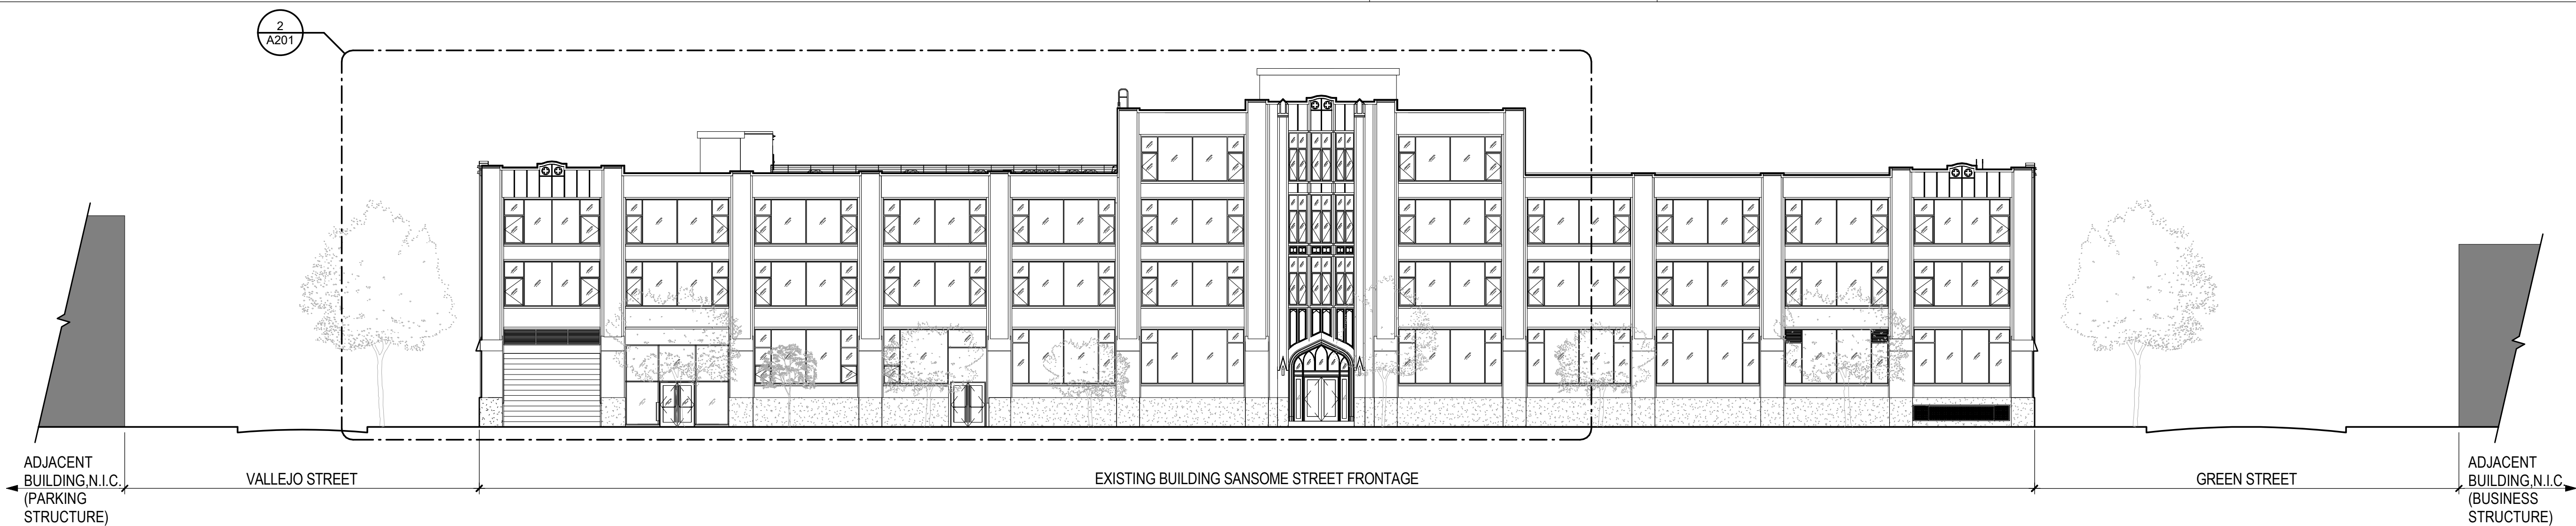 2
A201
ADJACENT
BUILDING,N.I.C.
(PARKING
STRUCTURE)
VALLEJO STREET
EXISTING BUILDING SANSOME STREET FRONTAGE
GREEN STREET
ADJACENT
BUILDING,N.I.C.
(BUSINESS
STRUCTURE)